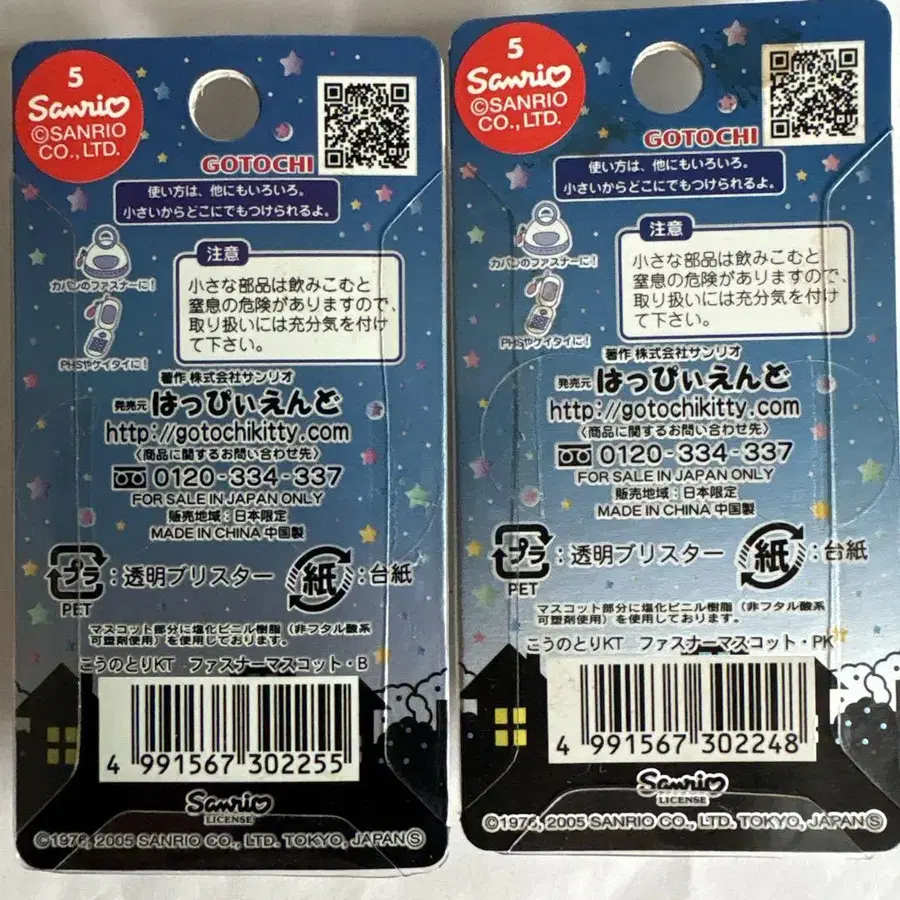 5
Sanrio
©SANRIO
CO., LTD.
GOTOCHI
使い方は、他にもいろいろ。
小さいからどこにでもつけられるよ。
カバンのファスナーに!
PHSやケイタイに!
注意
小さな部品は飲みこむと
窒息の危険がありますので、
取り扱いには充分気を付け
て下さい。
著作 株式会社サンリオ
発売元 はっぴぃえんど
http://gotochikitty.com
〈商品に関するお問い合わせ先〉
0120-334-337
FOR SALE IN JAPAN ONLY
販売地域:日本限定
MADE IN CHINA 中国製
プラ
PET
:透明ブリスター
紙
:台紙
マスコット部分に塩化ビニル樹脂(非フタル酸系
可塑剤使用)を使用しております。
こうのとりKT ファスナーマスコット・B
4 991567 302255
Sanrio
LICENSE
©1976, 2005 SANRIO CO., LTD. TOKYO, JAPAN Ⓢ
5
Sanrio
©SANRIO
CO., LTD.
GOTOCHI
使い方は、他にもいろいろ。
小さいからどこにでもつけられるよ。
カバンのファスナーに!
PHSやケイタイに!
注意
小さな部品は飲みこむと
窒息の危険がありますので、
取り扱いには充分気を付け
て下さい。
著作 株式会社サンリオ
発売元 はっぴぃえんど
http://gotochikitty.com
〈商品に関するお問い合わせ先〉
0120-334-337
FOR SALE IN JAPAN ONLY
販売地域:日本限定
MADE IN CHINA 中国製
プラ
PET
:透明ブリスター
紙
:台紙
マスコット部分に塩化ビニル樹脂(非フタル酸系
可塑剤使用)を使用しております。
こうのとりKT ファスナーマスコット・PK
4 991567 302248
Sanrio
LICENSE
©1976, 2005 SANRIO CO., LTD. TOKYO, JAPAN Ⓢ